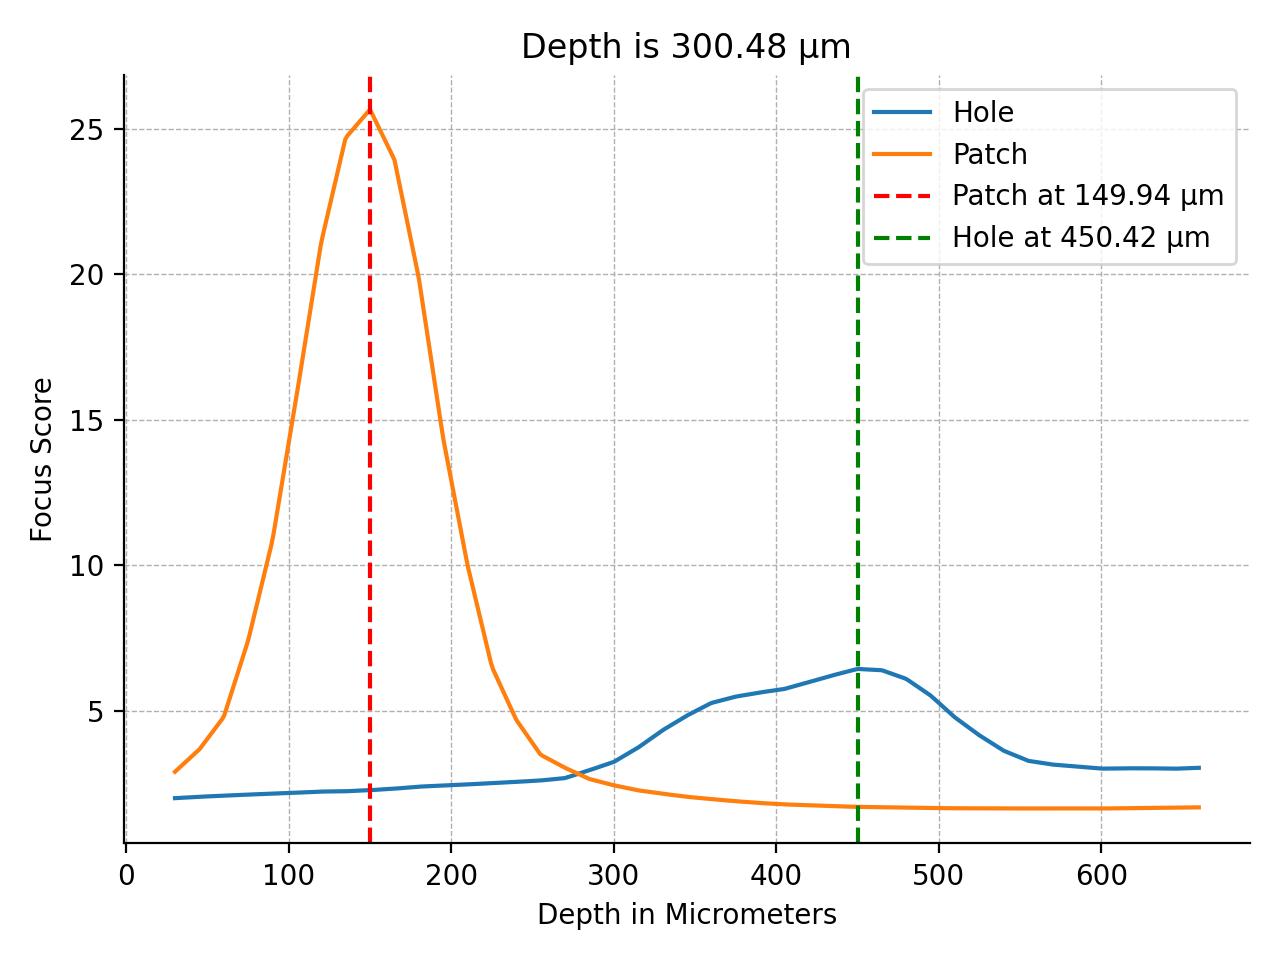 Depth is 300.48 μm
Hole
Patch
Patch at 149.94 μm
Hole at 450.42 μm
Focus Score
25
20
15
10
5
0 100 200 300 400 500 600
Depth in Micrometers